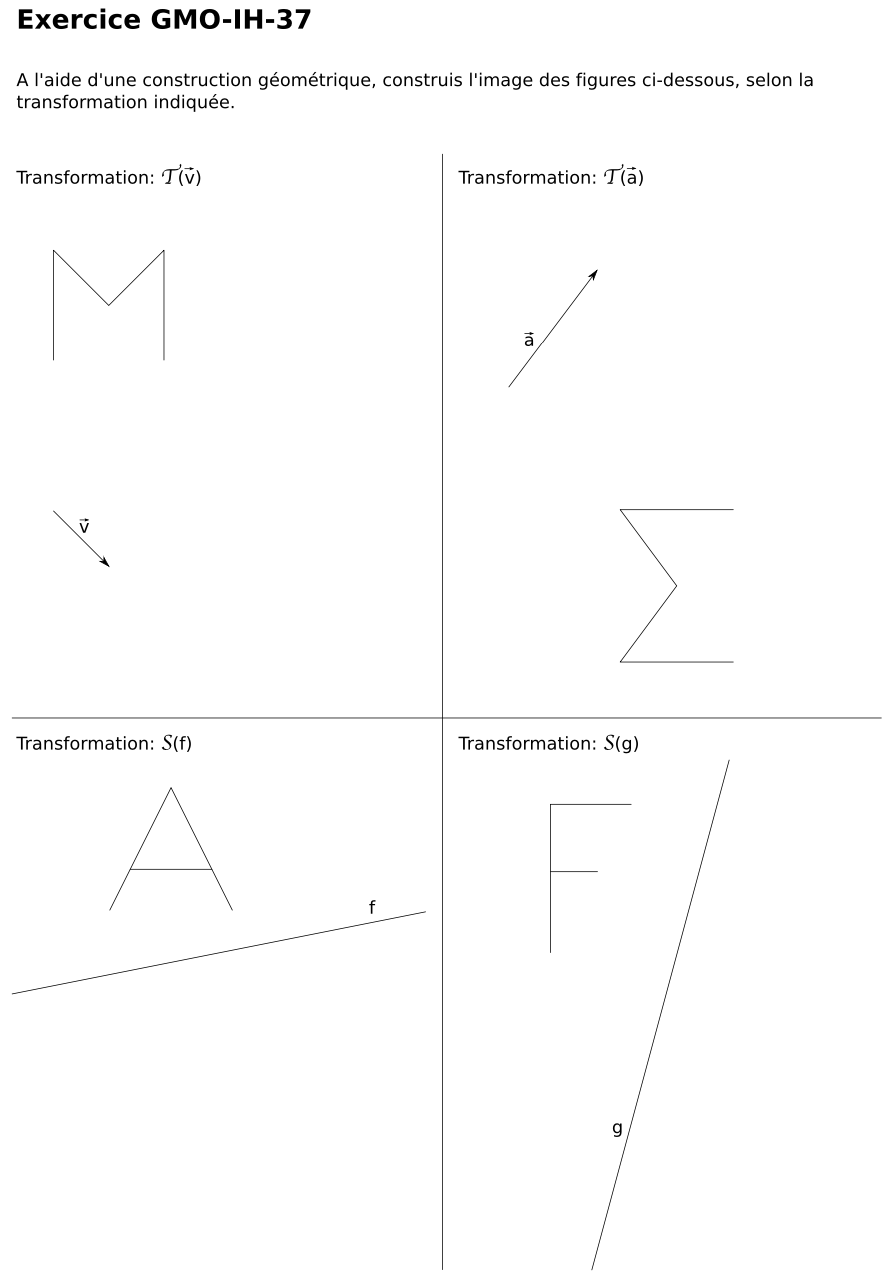 Exercice GMO-IH-37
A l'aide d'une construction géométrique, construis l'image des figures ci-dessous, selon la
transformation indiquée.
Transformation: 𝒯(v⃗)
Transformation: 𝒯(a⃗)
a⃗
v⃗
Transformation: 𝒮(f)
Transformation: 𝒮(g)
f
g